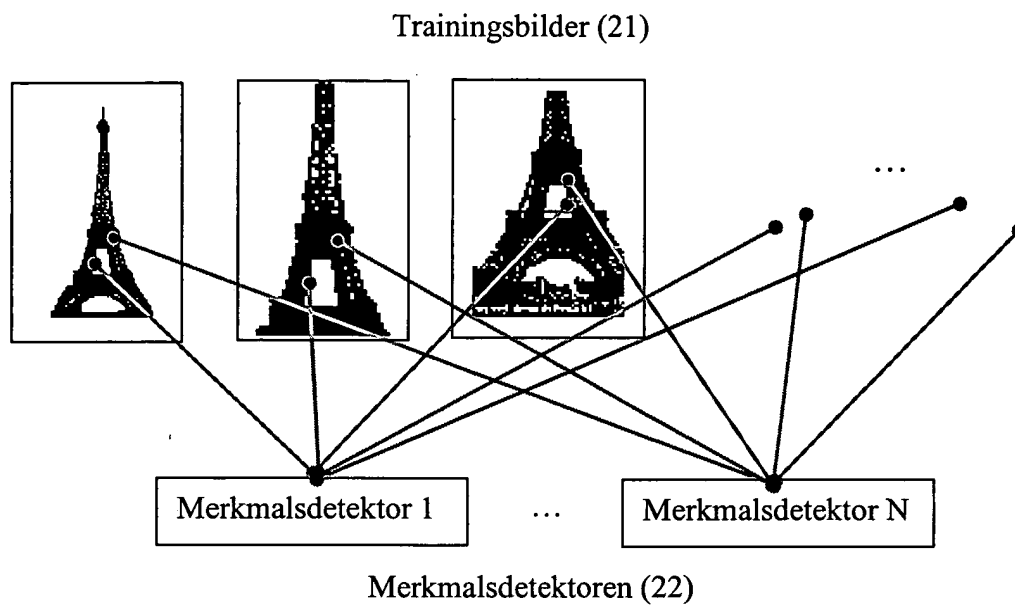 Trainingsbilder (21)
...
Merkmalsdetektor 1
...
Merkmalsdetektor N
Merkmalsdetektoren (22)